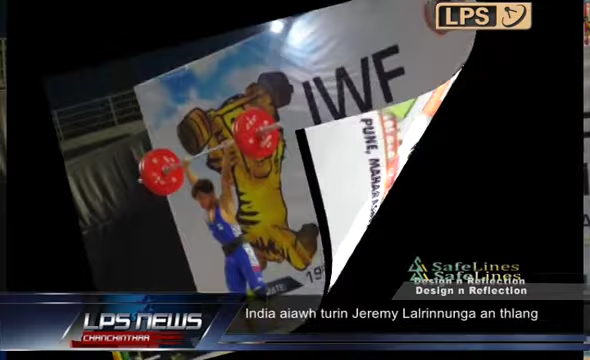 LPS
IWF
PUNE, MAHARA
SafeLines
SafeLines
Design n Reflection
Design n Reflection
LPS NEWS
CHANCHINTHAR
India aiawh turin Jeremy Lalrinnunga an thlang